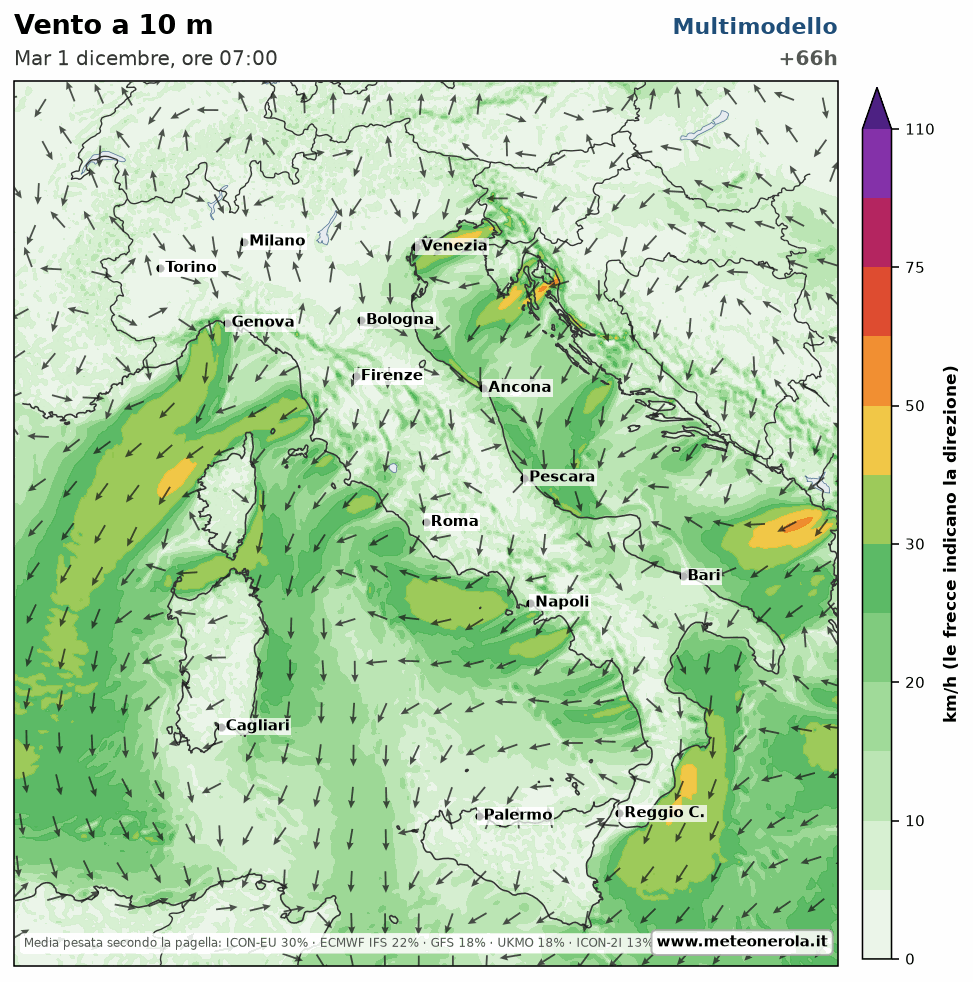 Vento a 10 m
Multimodello
Mar 1 dicembre, ore 07:00
+66h
110
Venezia
Milano
Torino
75
Bologna
Genova
Firenze
Ancona
50
Pescara
Roma
30
Bari
Napoli
20
Cagliari
Reggio C.
Palermo
10
Media pesata secondo la pagella: ICON-EU 30% · ECMWF IFS 22% · GFS 18% · UKMO 18% · ICON-2I 13%
www.meteonerola.it
0
km/h (le frecce indicano la direzione)